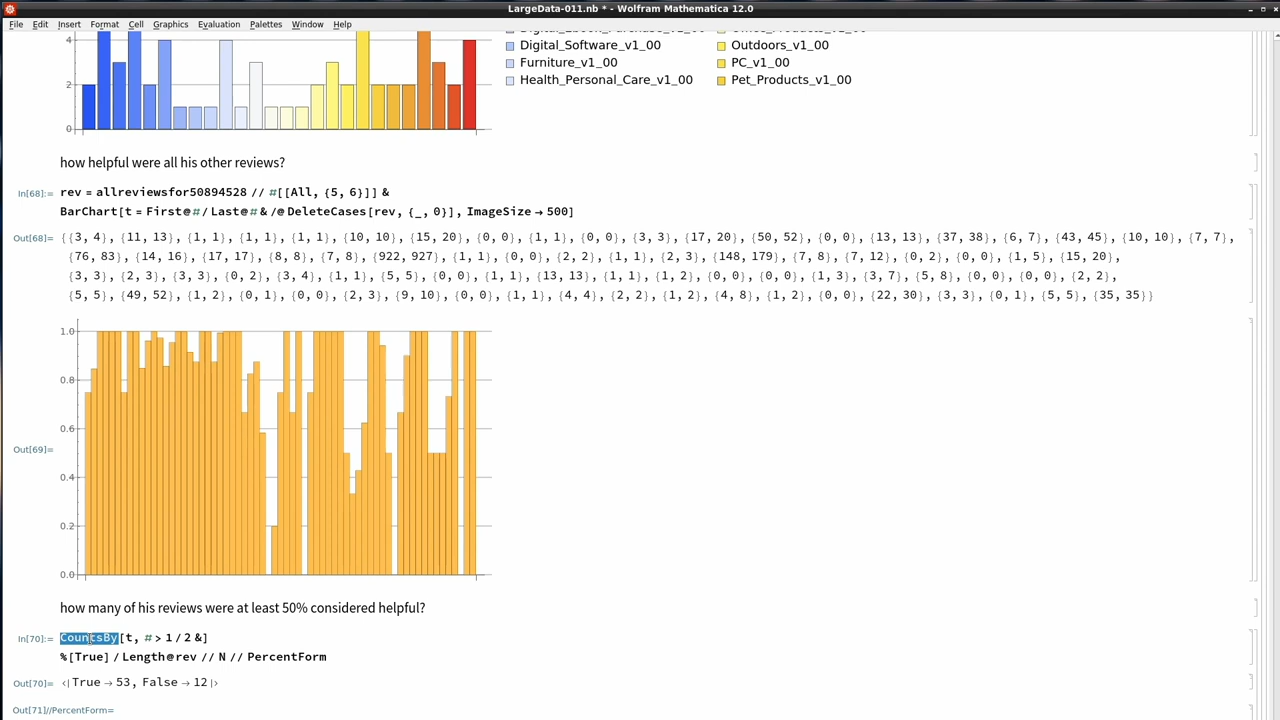 LargeData-011.nb * - Wolfram Mathematica 12.0
File Edit Insert Format Cell Graphics Evaluation Palettes Window Help
4
2
0
Digital_Ebook_Purchase_v1_00 Office_Products_v1_00
Digital_Software_v1_00 Outdoors_v1_00
Furniture_v1_00 PC_v1_00
Health_Personal_Care_v1_00 Pet_Products_v1_00
how helpful were all his other reviews?
In[68]:= rev = allreviewsfor50894528 // #[[All, {5, 6}]] &
BarChart[t = First@# / Last@# & /@ DeleteCases[rev, {_, 0}], ImageSize → 500]
Out[68]= {{3, 4}, {11, 13}, {1, 1}, {1, 1}, {1, 1}, {10, 10}, {15, 20}, {0, 0}, {1, 1}, {0, 0}, {3, 3}, {17, 20}, {50, 52}, {0, 0}, {13, 13}, {37, 38}, {6, 7}, {43, 45}, {10, 10}, {7, 7},
{76, 83}, {14, 16}, {17, 17}, {8, 8}, {7, 8}, {922, 927}, {1, 1}, {0, 0}, {2, 2}, {1, 1}, {2, 3}, {148, 179}, {7, 8}, {7, 12}, {0, 2}, {0, 0}, {1, 5}, {15, 20},
{3, 3}, {2, 3}, {3, 3}, {0, 2}, {3, 4}, {1, 1}, {5, 5}, {0, 0}, {1, 1}, {13, 13}, {1, 1}, {1, 2}, {0, 0}, {0, 0}, {1, 3}, {3, 7}, {5, 8}, {0, 0}, {0, 0}, {2, 2},
{5, 5}, {49, 52}, {1, 2}, {0, 1}, {0, 0}, {2, 3}, {9, 10}, {0, 0}, {1, 1}, {4, 4}, {2, 2}, {1, 2}, {4, 8}, {1, 2}, {0, 0}, {22, 30}, {3, 3}, {0, 1}, {5, 5}, {35, 35}}
1.0
0.8
0.6
Out[69]=
0.4
0.2
0.0
how many of his reviews were at least 50% considered helpful?
In[70]:= CountsBy[t, # > 1 / 2 &]
%[True] / Length@rev // N // PercentForm
Out[70]= <|True → 53, False → 12|>
Out[71]//PercentForm=